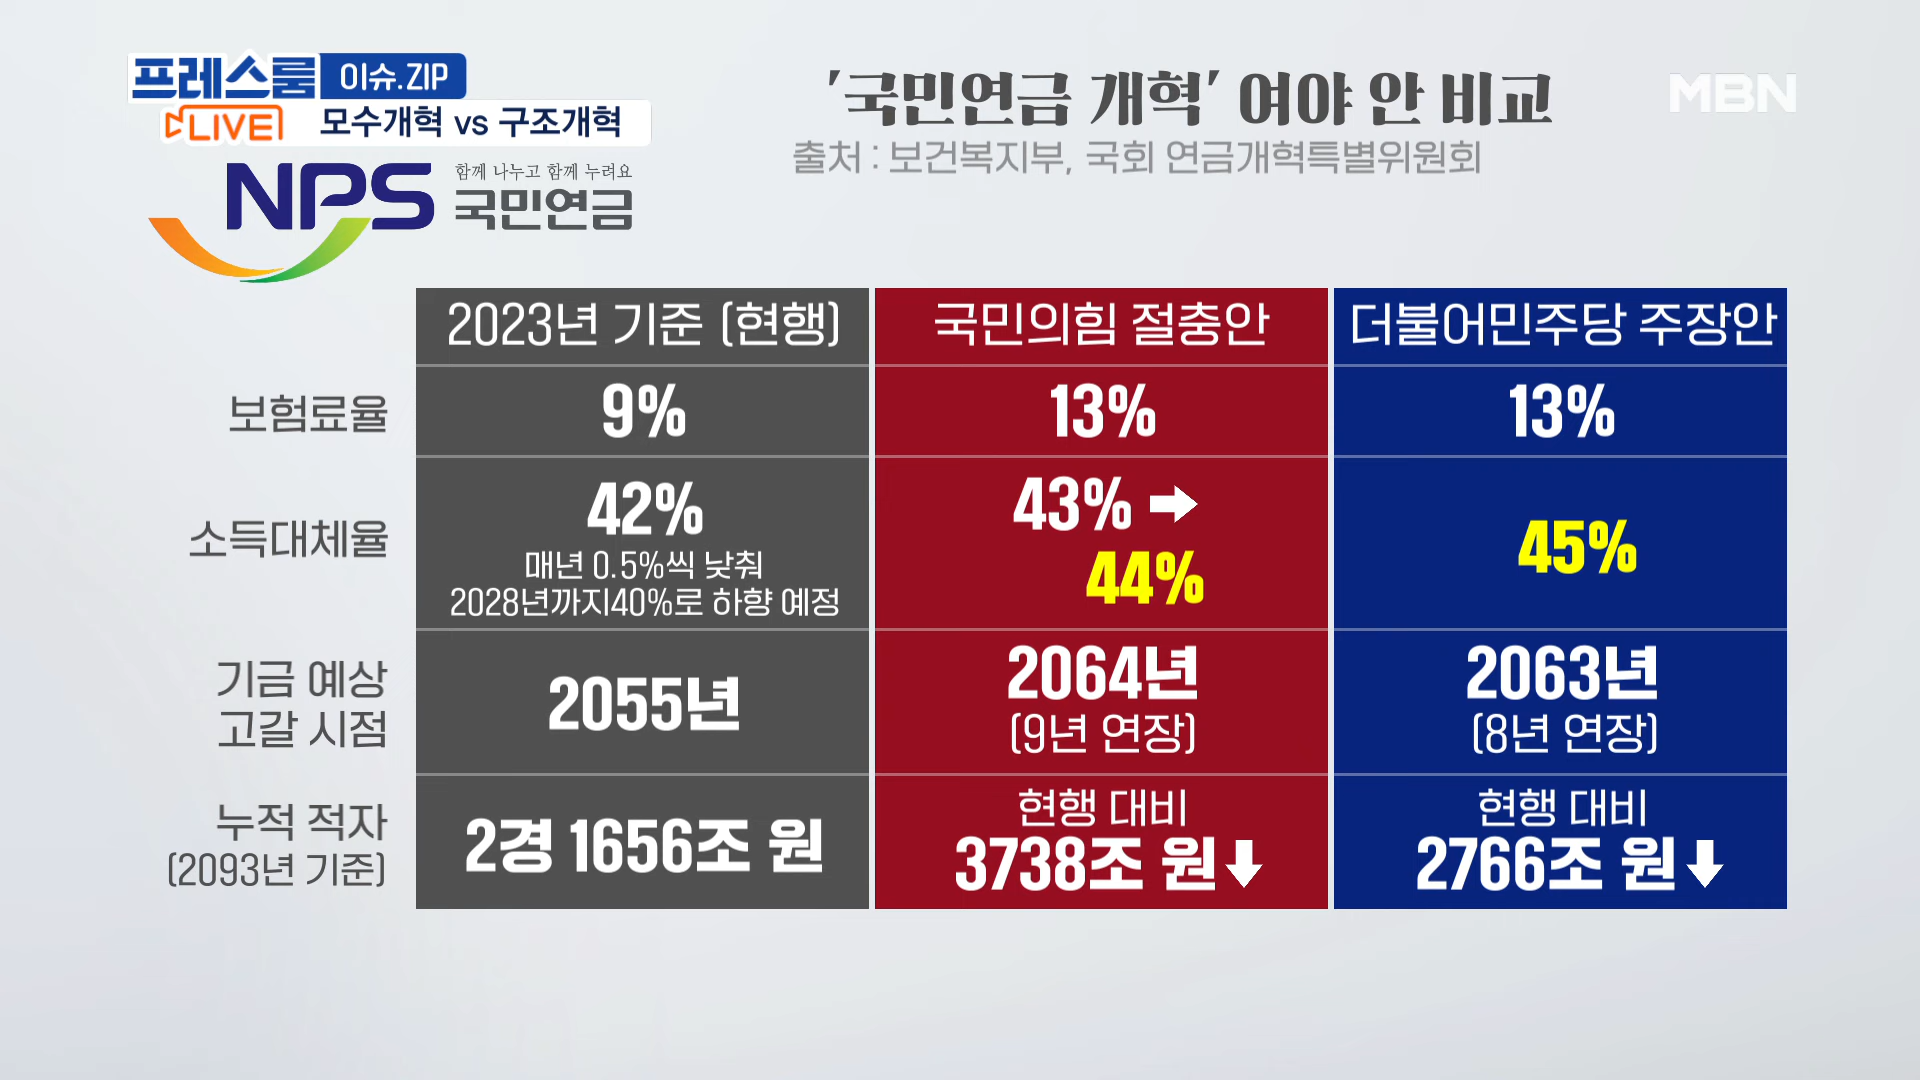 프레스룸 이슈.ZIP
LIVE 모수개혁 vs 구조개혁
'국민연금 개혁' 여야 안 비교
MBN
출처 : 보건복지부, 국회 연금개혁특별위원회
NPS 함께 나누고 함께 누려요
국민연금
2023년 기준 (현행) 국민의힘 절충안 더불어민주당 주장안
보험료율 9% 13% 13%
소득대체율 42% 43% ➡ 44% 45%
매년 0.5%씩 낮춰
2028년까지40%로 하향 예정
기금 예상
고갈 시점
2055년
2064년
(9년 연장)
2063년
(8년 연장)
누적 적자
(2093년 기준)
2경 1656조 원
현행 대비
3738조 원⬇
현행 대비
2766조 원⬇